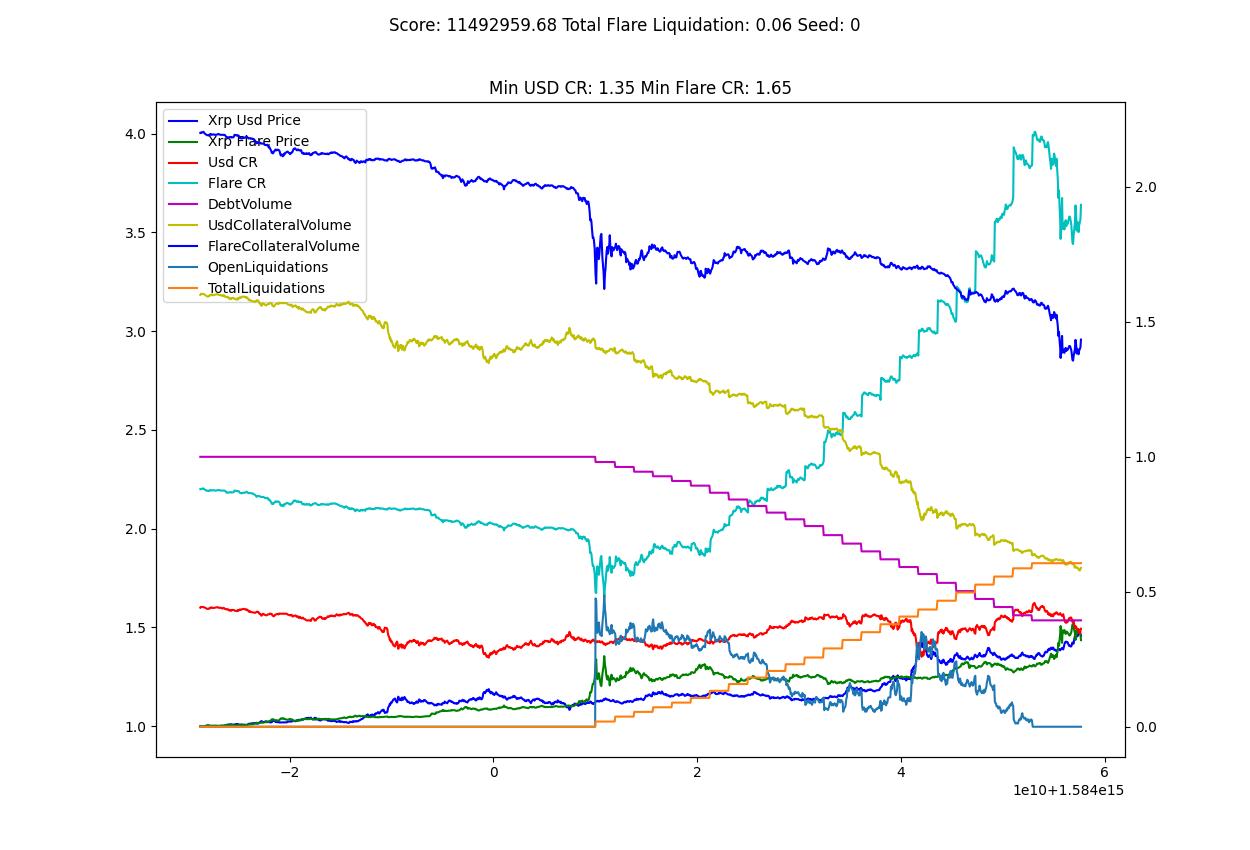 Score: 11492959.68 Total Flare Liquidation: 0.06 Seed: 0
Min USD CR: 1.35 Min Flare CR: 1.65
Xrp Usd Price
Xrp Flare Price
Usd CR
Flare CR
DebtVolume
UsdCollateralVolume
FlareCollateralVolume
OpenLiquidations
TotalLiquidations
4.0
3.5
3.0
2.5
2.0
1.5
1.0
2.0
1.5
1.0
0.5
0.0
−2 0 2 4 6
1e10+1.584e15